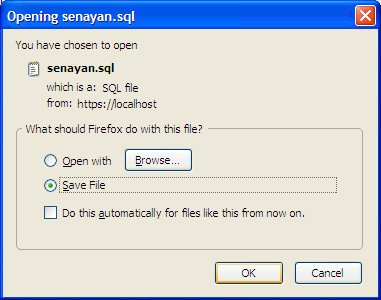 Opening senayan.sql
You have chosen to open
senayan.sql
which is a: SQL file
from: https://localhost
What should Firefox do with this file?
Open with Browse...
Save File
Do this automatically for files like this from now on.
OK Cancel